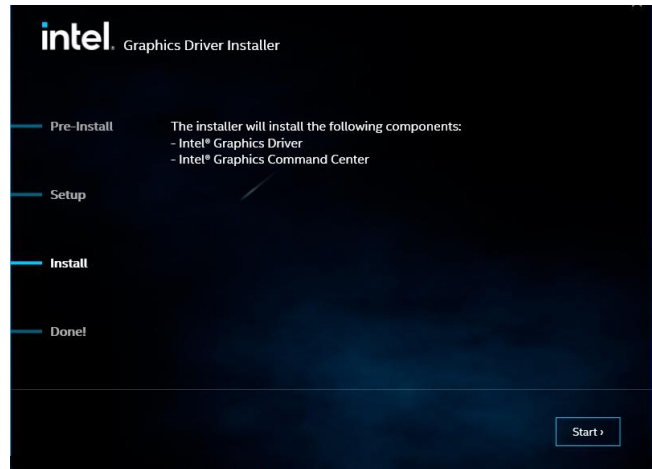 intel. Graphics Driver Installer
Pre-Install
The installer will install the following components:
- Intel® Graphics Driver
- Intel® Graphics Command Center
Setup
Install
Done!
Start ›